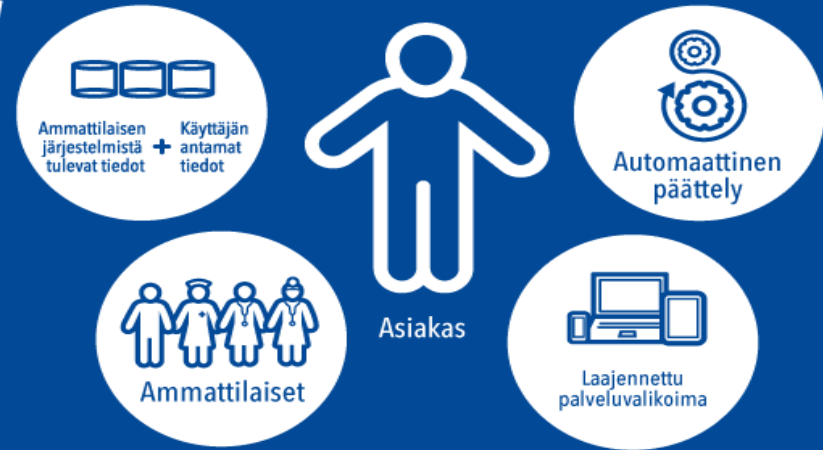 Ammattilaisen
järjestelmistä
tulevat tiedot
+
Käyttäjän
antamat
tiedot
Automaattinen
päättely
Asiakas
Ammattilaiset
Laajennettu
palveluvalikoima